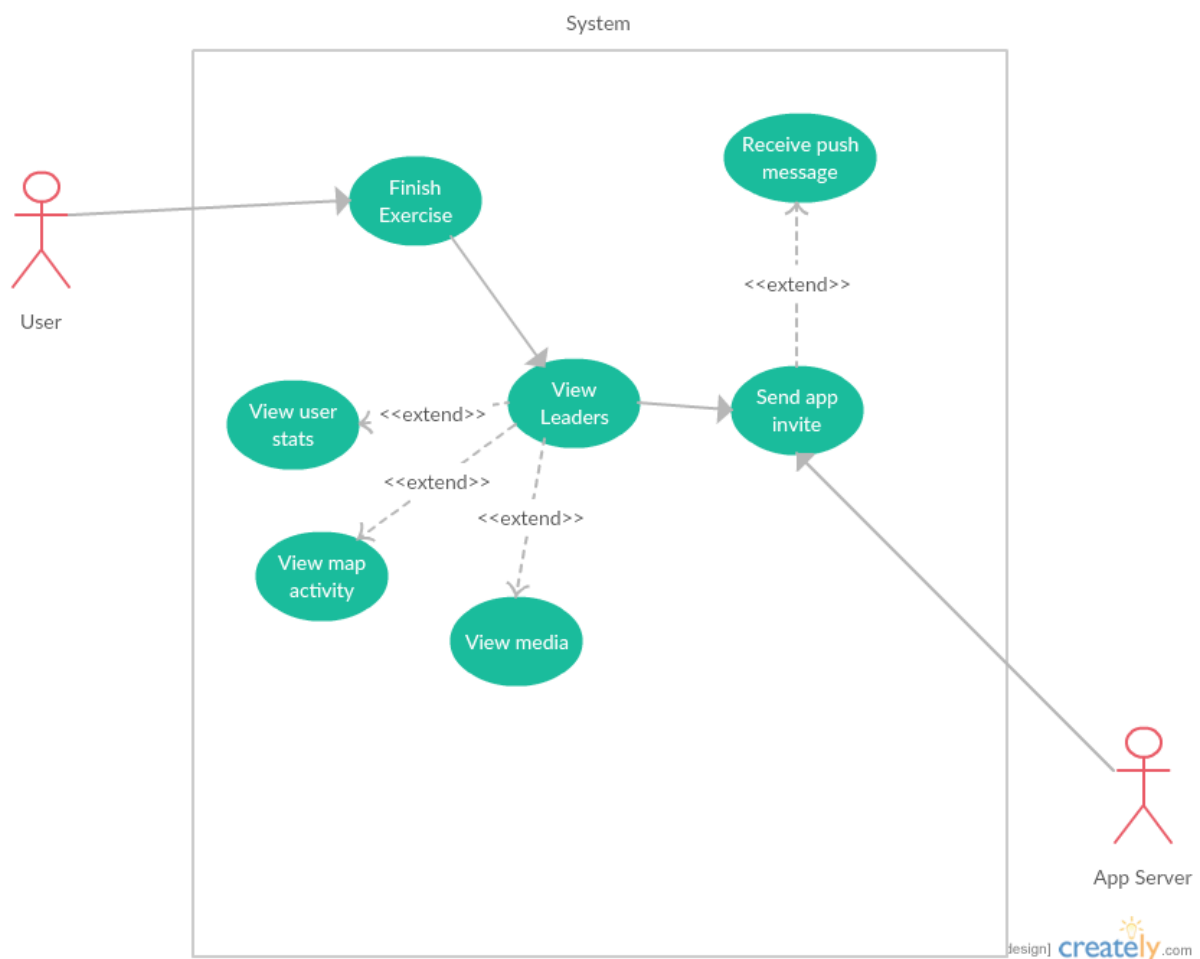 System
Receive push
message
Finish
Exercise
<<extend>>
User
View
Leaders
Send app
invite
View user
stats
<<extend>>
<<extend>>
<<extend>>
View map
activity
View media
App Server
design]
creately.com